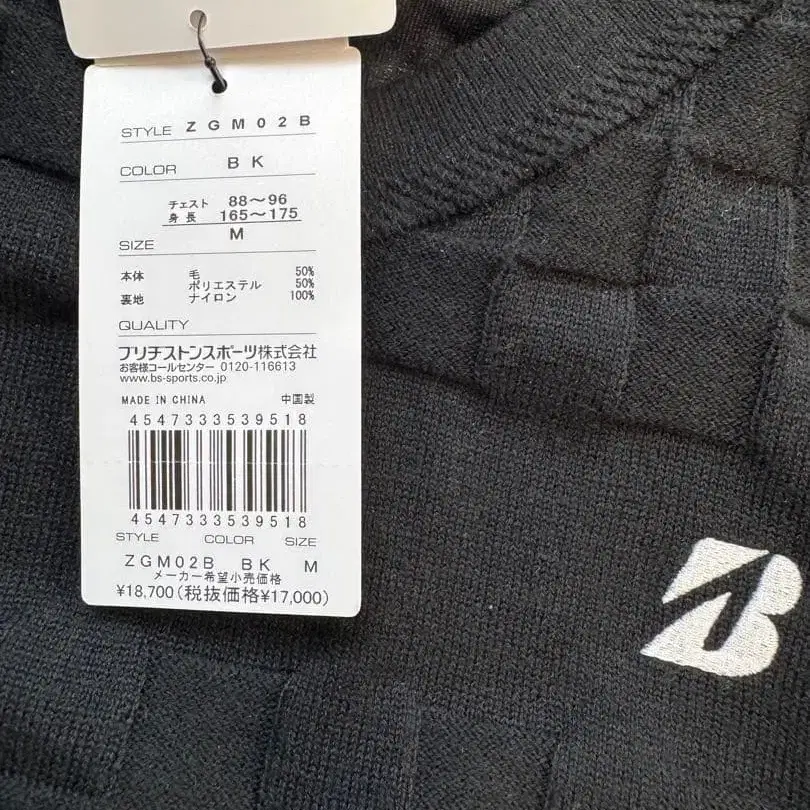 STYLE ZGM02B
COLOR BK
チェスト 88～96
身長 165～175
SIZE M
本体 毛 50%
ポリエステル 50%
裏地 ナイロン 100%
QUALITY
ブリヂストンスポーツ株式会社
お客様コールセンター 0120-116613
www.bs-sports.co.jp
MADE IN CHINA 中国製
4547333539518
4547333539518
STYLE COLOR SIZE
ZGM02B BK M
メーカー希望小売価格
¥18,700(税抜価格¥17,000)
B